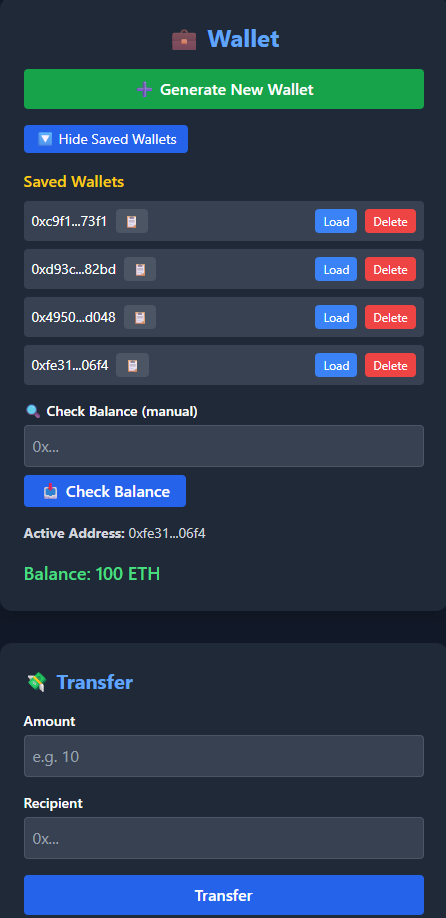 💼 Wallet
➕ Generate New Wallet
🔽 Hide Saved Wallets
Saved Wallets
0xc9f1...73f1 📋 Load Delete
0xd93c...82bd 📋 Load Delete
0x4950...d048 📋 Load Delete
0xfe31...06f4 📋 Load Delete
🔍 Check Balance (manual)
0x...
📤 Check Balance
Active Address: 0xfe31...06f4
Balance: 100 ETH
💸 Transfer
Amount
e.g. 10
Recipient
0x...
Transfer